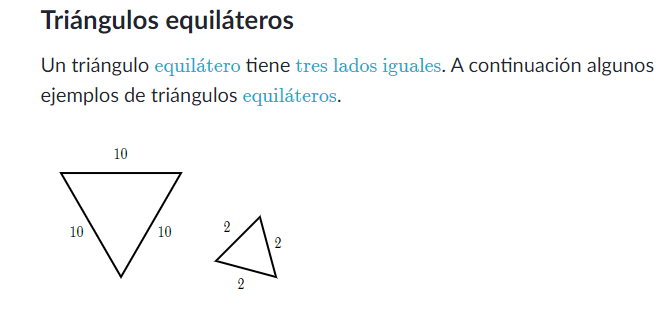 Triángulos equiláteros
Un triángulo equilátero tiene tres lados iguales. A continuación algunos
ejemplos de triángulos equiláteros.
10
10
10
2
2
2